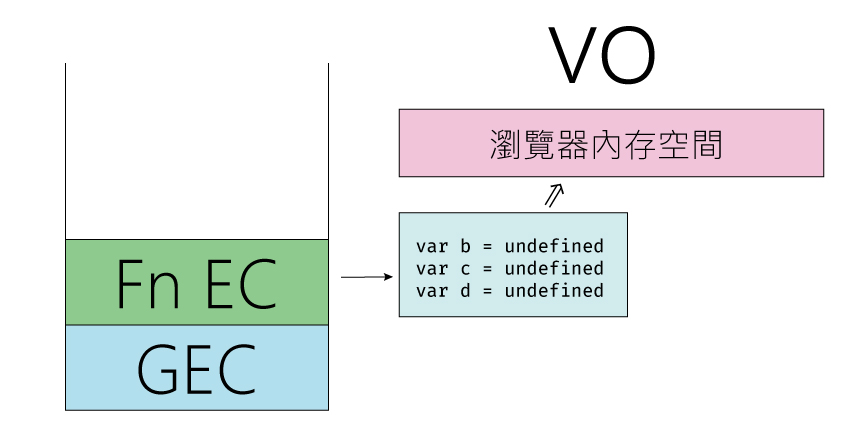 VO
瀏覽器內存空間
var b = undefined
var c = undefined
var d = undefined
Fn EC
GEC